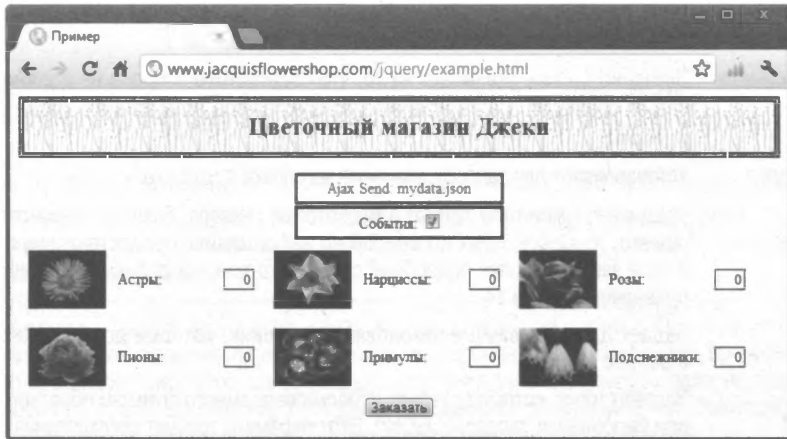 Пример
www.jacquisflowershop.com/jquery/example.html
Цветочный магазин Джеки
Ajax Send mydata.json
События:
Астры: 0 Нарциссы: 0 Розы: 0
Пионы: 0 Примулы: 0 Подснежники: 0
Заказать